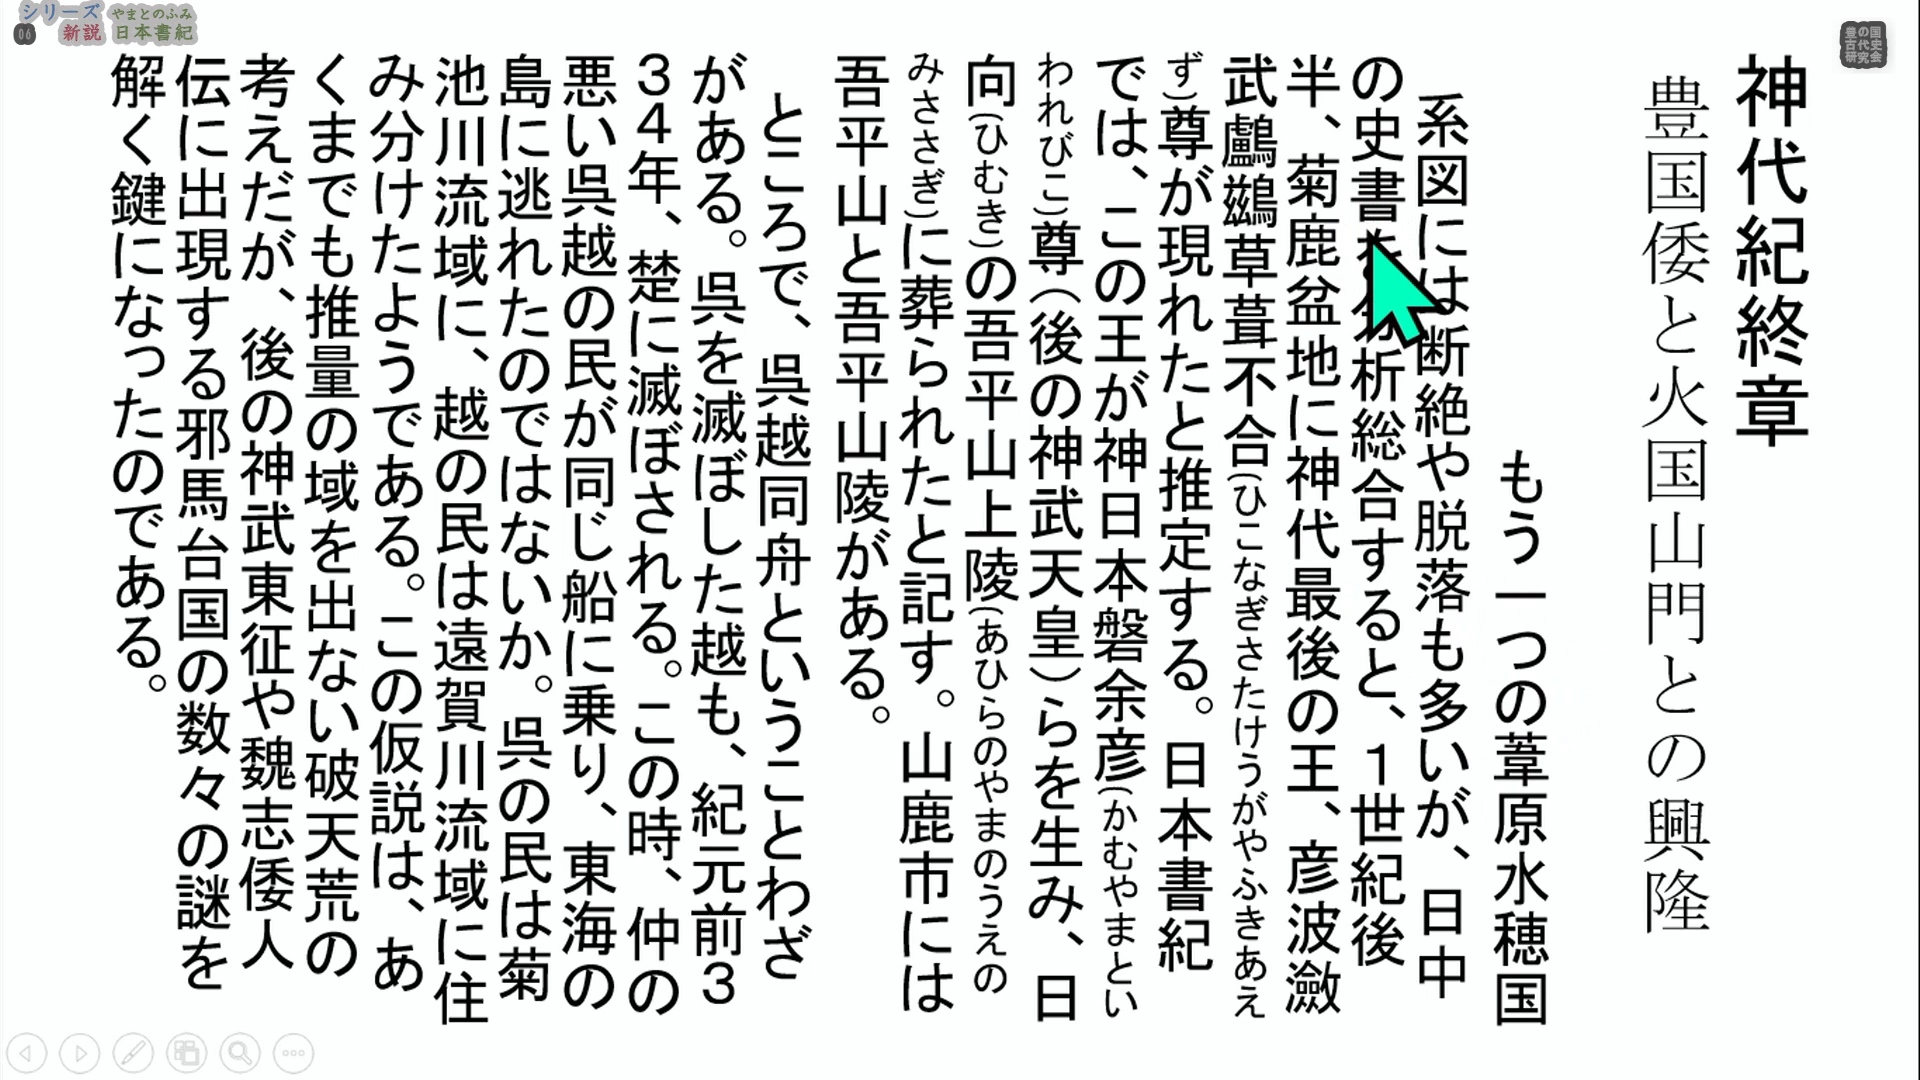 シリーズ
06
新説
やまとのふみ
日本書紀
豊の国
古代史
研究会
神代紀終章
豊国倭と火国山門との興隆
もう一つの葦原水穂国
系図には断絶や脱落も多いが、日中
の史書を分析総合すると、１世紀後
半、菊鹿盆地に神代最後の王、彦波瀲
武鸕鶿草葺不合(ひこなぎさたけうがやふきあえ
ず)尊が現れたと推定する。日本書紀
では、この王が神日本磐余彦(かむやまとい
われびこ)尊（後の神武天皇）らを生み、日
向(ひむき)の吾平山上陵(あひらのやまのうえの
みささぎ)に葬られたと記す。山鹿市には
吾平山と吾平山陵がある。
ところで、呉越同舟ということわざ
がある。呉を滅ぼした越も、紀元前３
３４年、楚に滅ぼされる。この時、仲の
悪い呉越の民が同じ船に乗り、東海の
島に逃れたのではないか。呉の民は菊
池川流域に、越の民は遠賀川流域に住
み分けたようである。この仮説は、あ
くまでも推量の域を出ない破天荒の
考えだが、後の神武東征や魏志倭人
伝に出現する邪馬台国の数々の謎を
解く鍵になったのである。